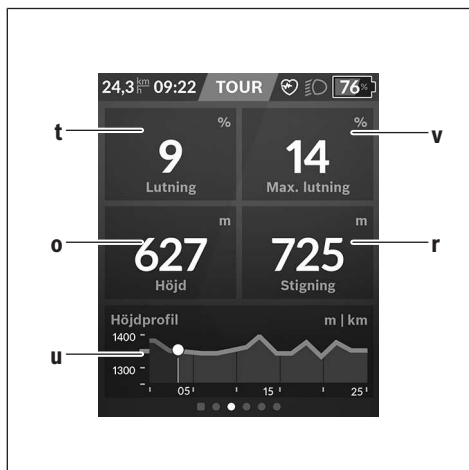 24,3 km/h 09:22 TOUR 76%
t % % v
9 14
Lutning Max. lutning
o m m r
627 725
Höjd Stigning
Höjdprofil m | km
1400
u
1300
05 15 25